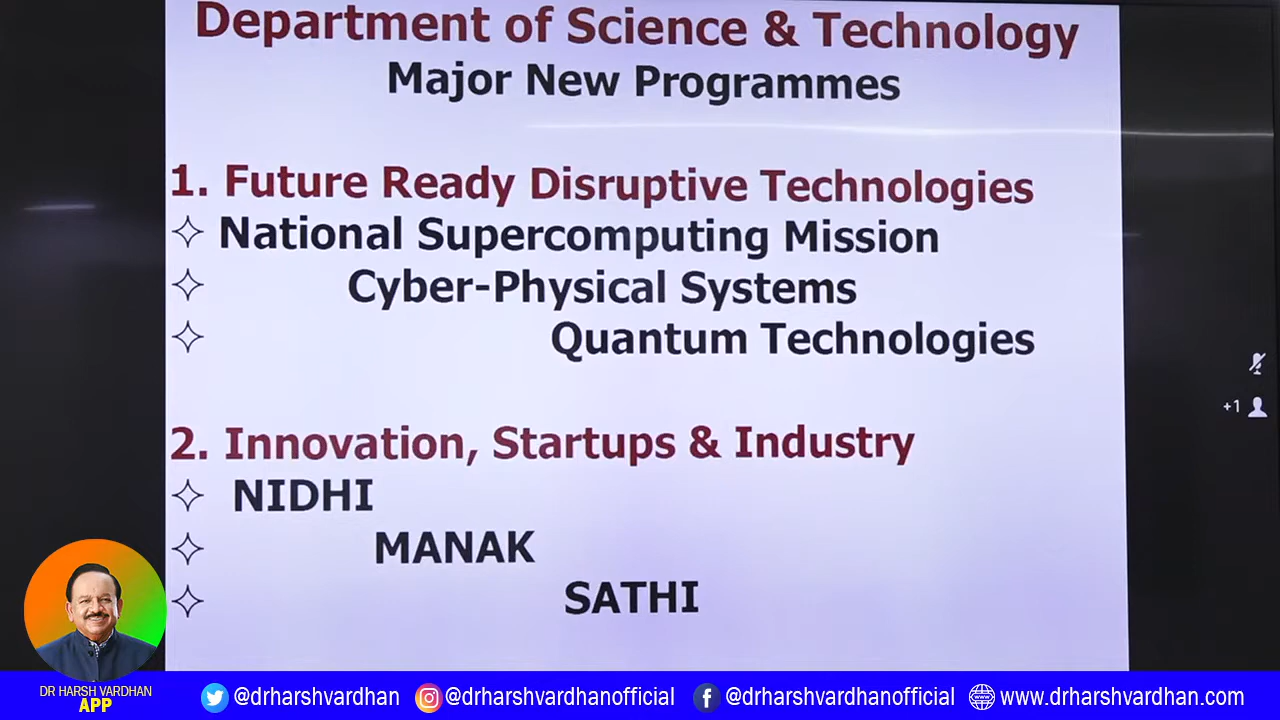 Department of Science & Technology
Major New Programmes
1. Future Ready Disruptive Technologies
✧ National Supercomputing Mission
✧ Cyber-Physical Systems
✧ Quantum Technologies
2. Innovation, Startups & Industry
✧ NIDHI
✧ MANAK
✧ SATHI
+1
DR HARSH VARDHAN
APP
@drharshvardhan @drharshvardhanofficial @drharshvardhanofficial www.drharshvardhan.com